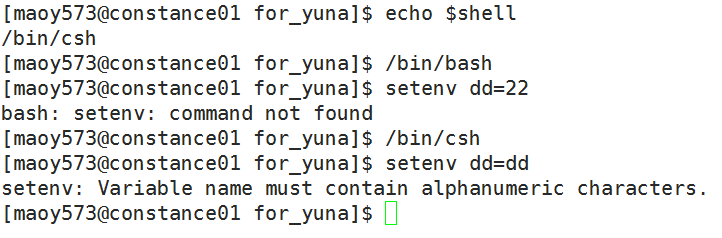 [maoy573@constance01 for_yuna]$ echo $shell
/bin/csh
[maoy573@constance01 for_yuna]$ /bin/bash
[maoy573@constance01 for_yuna]$ setenv dd=22
bash: setenv: command not found
[maoy573@constance01 for_yuna]$ /bin/csh
[maoy573@constance01 for_yuna]$ setenv dd=dd
setenv: Variable name must contain alphanumeric characters.
[maoy573@constance01 for_yuna]$